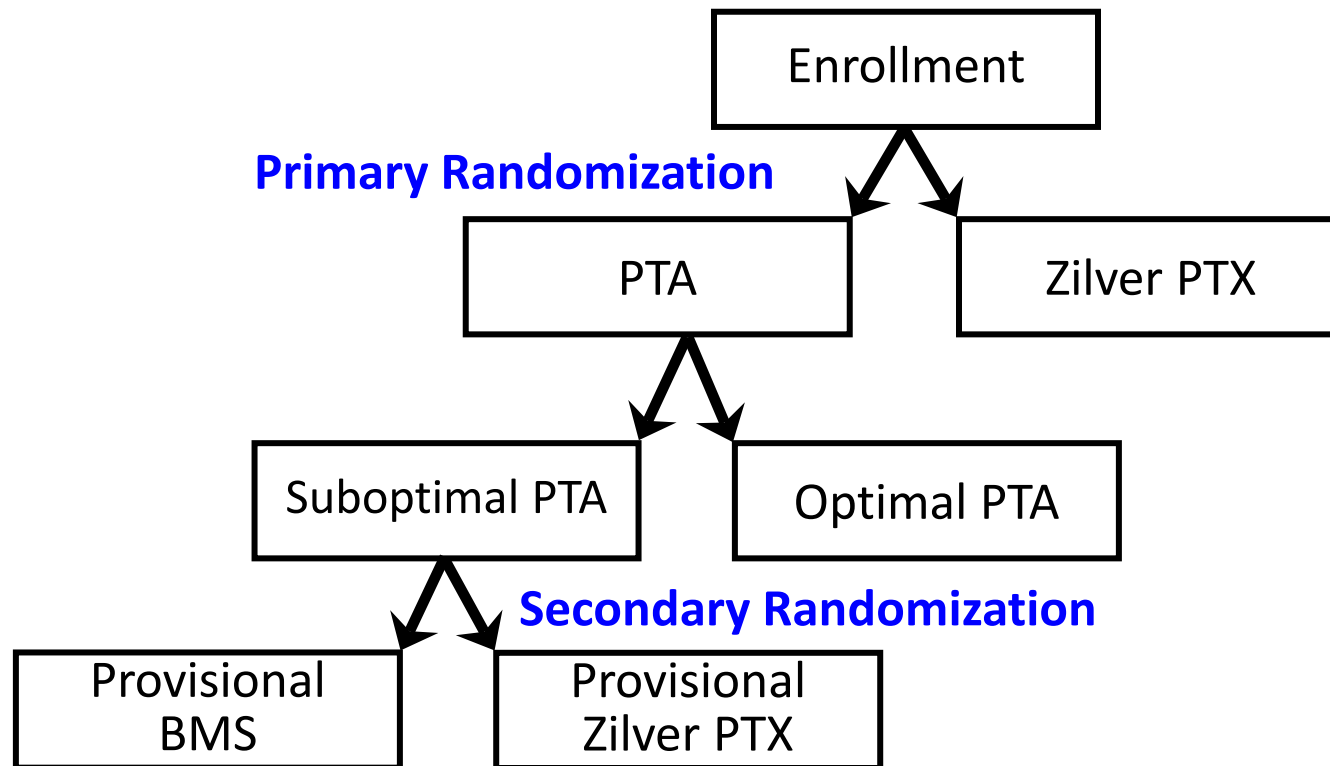 Enrollment
Primary Randomization
PTA
Zilver PTX
Suboptimal PTA
Optimal PTA
Secondary Randomization
Provisional
BMS
Provisional
Zilver PTX